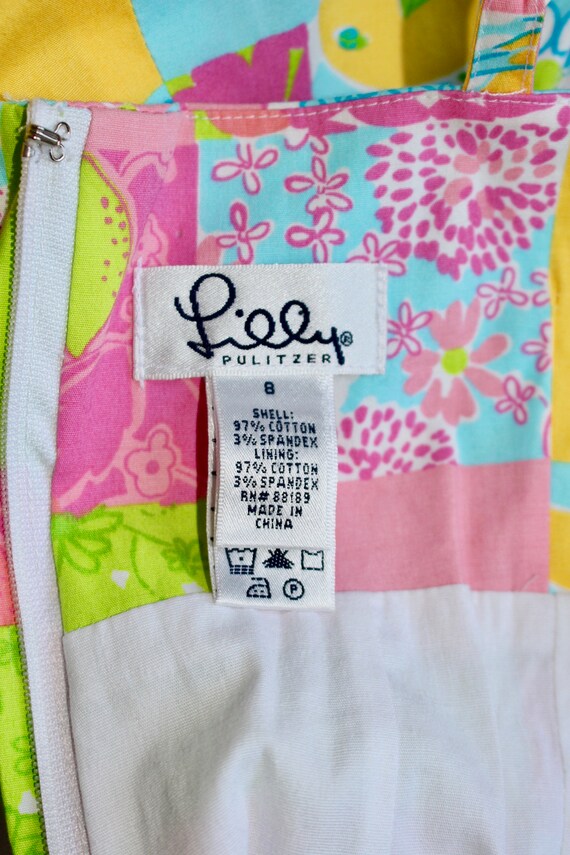 Lilly®
PULITZER
8
SHELL:
97% COTTON
3% SPANDEX
LINING:
97% COTTON
3% SPANDEX
RN# 88189
MADE IN
CHINA
P